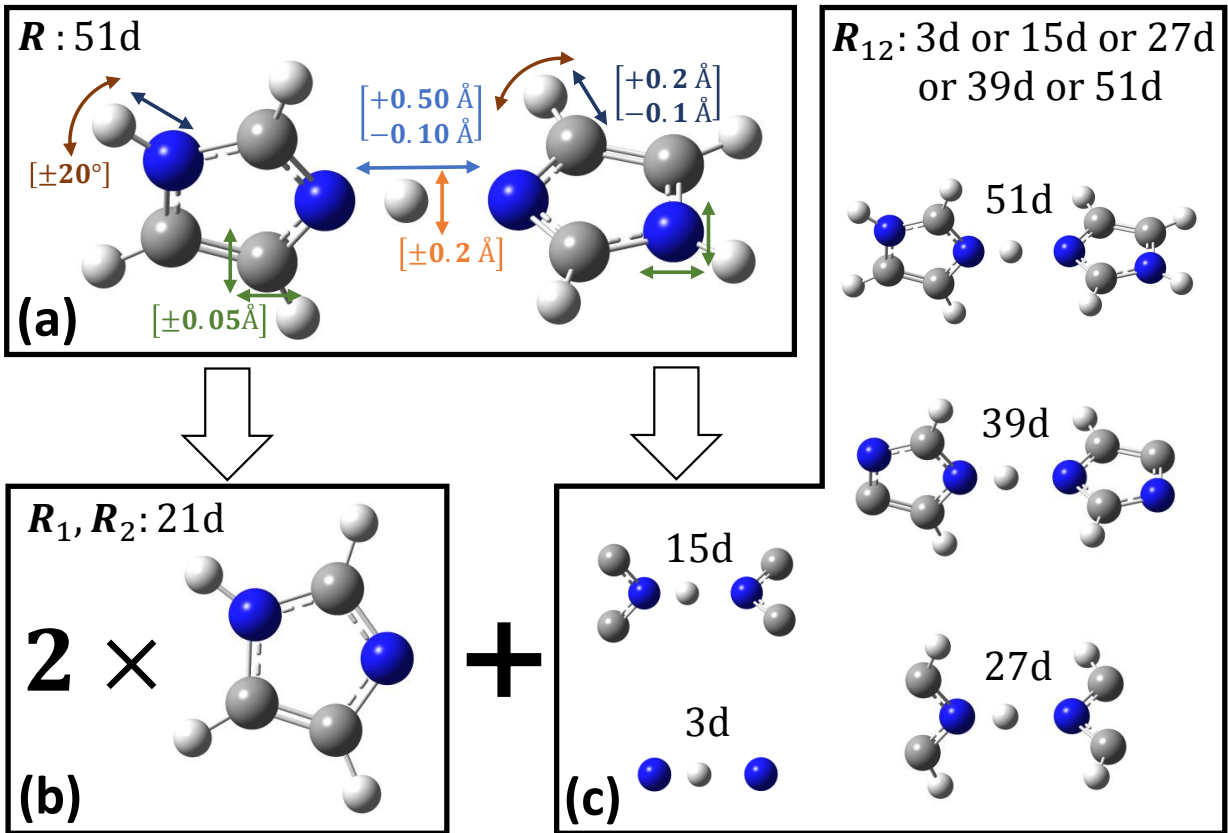 R : 51d
[±20°]
[+0.50 Å
−0.10 Å]
[+0.2 Å
−0.1 Å]
[±0.2 Å]
[±0.05Å]
(a)
R₁, R₂: 21d
2 ×
(b)
+
R₁₂: 3d or 15d or 27d
or 39d or 51d
51d
39d
15d
27d
3d
(c)